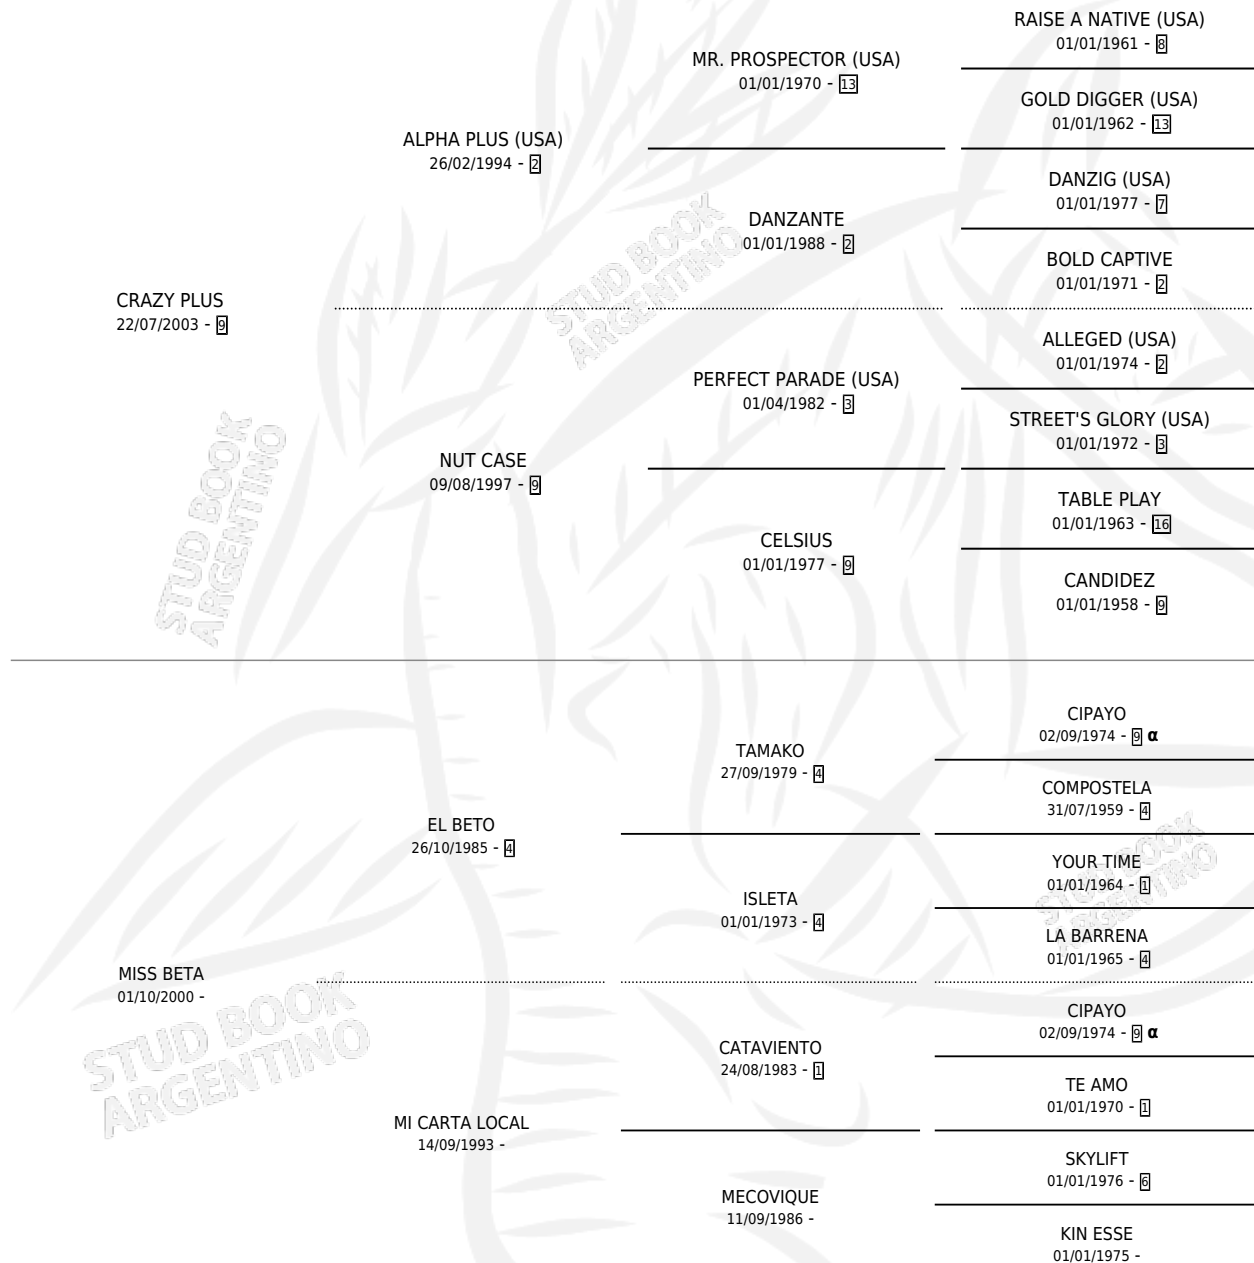 RAISE A NATIVE (USA)
01/01/1961 - 8
MR. PROSPECTOR (USA)
01/01/1970 - 13
GOLD DIGGER (USA)
01/01/1962 - 13
ALPHA PLUS (USA)
26/02/1994 - 2
DANZIG (USA)
01/01/1977 - 7
DANZANTE
01/01/1988 - 2
BOLD CAPTIVE
01/01/1971 - 2
STUD BOOK
ARGENTINO
CRAZY PLUS
22/07/2003 - 9
ALLEGED (USA)
01/01/1974 - 2
PERFECT PARADE (USA)
01/04/1982 - 3
STREET'S GLORY (USA)
01/01/1972 - 3
STUD BOOK
ARGENTINO
NUT CASE
09/08/1997 - 9
TABLE PLAY
01/01/1963 - 16
CELSIUS
01/01/1977 - 9
CANDIDEZ
01/01/1958 - 9
CIPAYO
02/09/1974 - 9 α
TAMAKO
27/09/1979 - 4
COMPOSTELA
31/07/1959 - 4
EL BETO
26/10/1985 - 4
STUD BOOK
ARGENTINO
YOUR TIME
01/01/1964 - 1
ISLETA
01/01/1973 - 4
LA BARRENA
01/01/1965 - 4
MISS BETA
01/10/2000 -
STUD BOOK
ARGENTINO
CIPAYO
02/09/1974 - 9 α
CATAVIENTO
24/08/1983 - 1
TE AMO
01/01/1970 - 1
MI CARTA LOCAL
14/09/1993 -
SKYLIFT
01/01/1976 - 6
MECOVIQUE
11/09/1986 -
KIN ESSE
01/01/1975 -